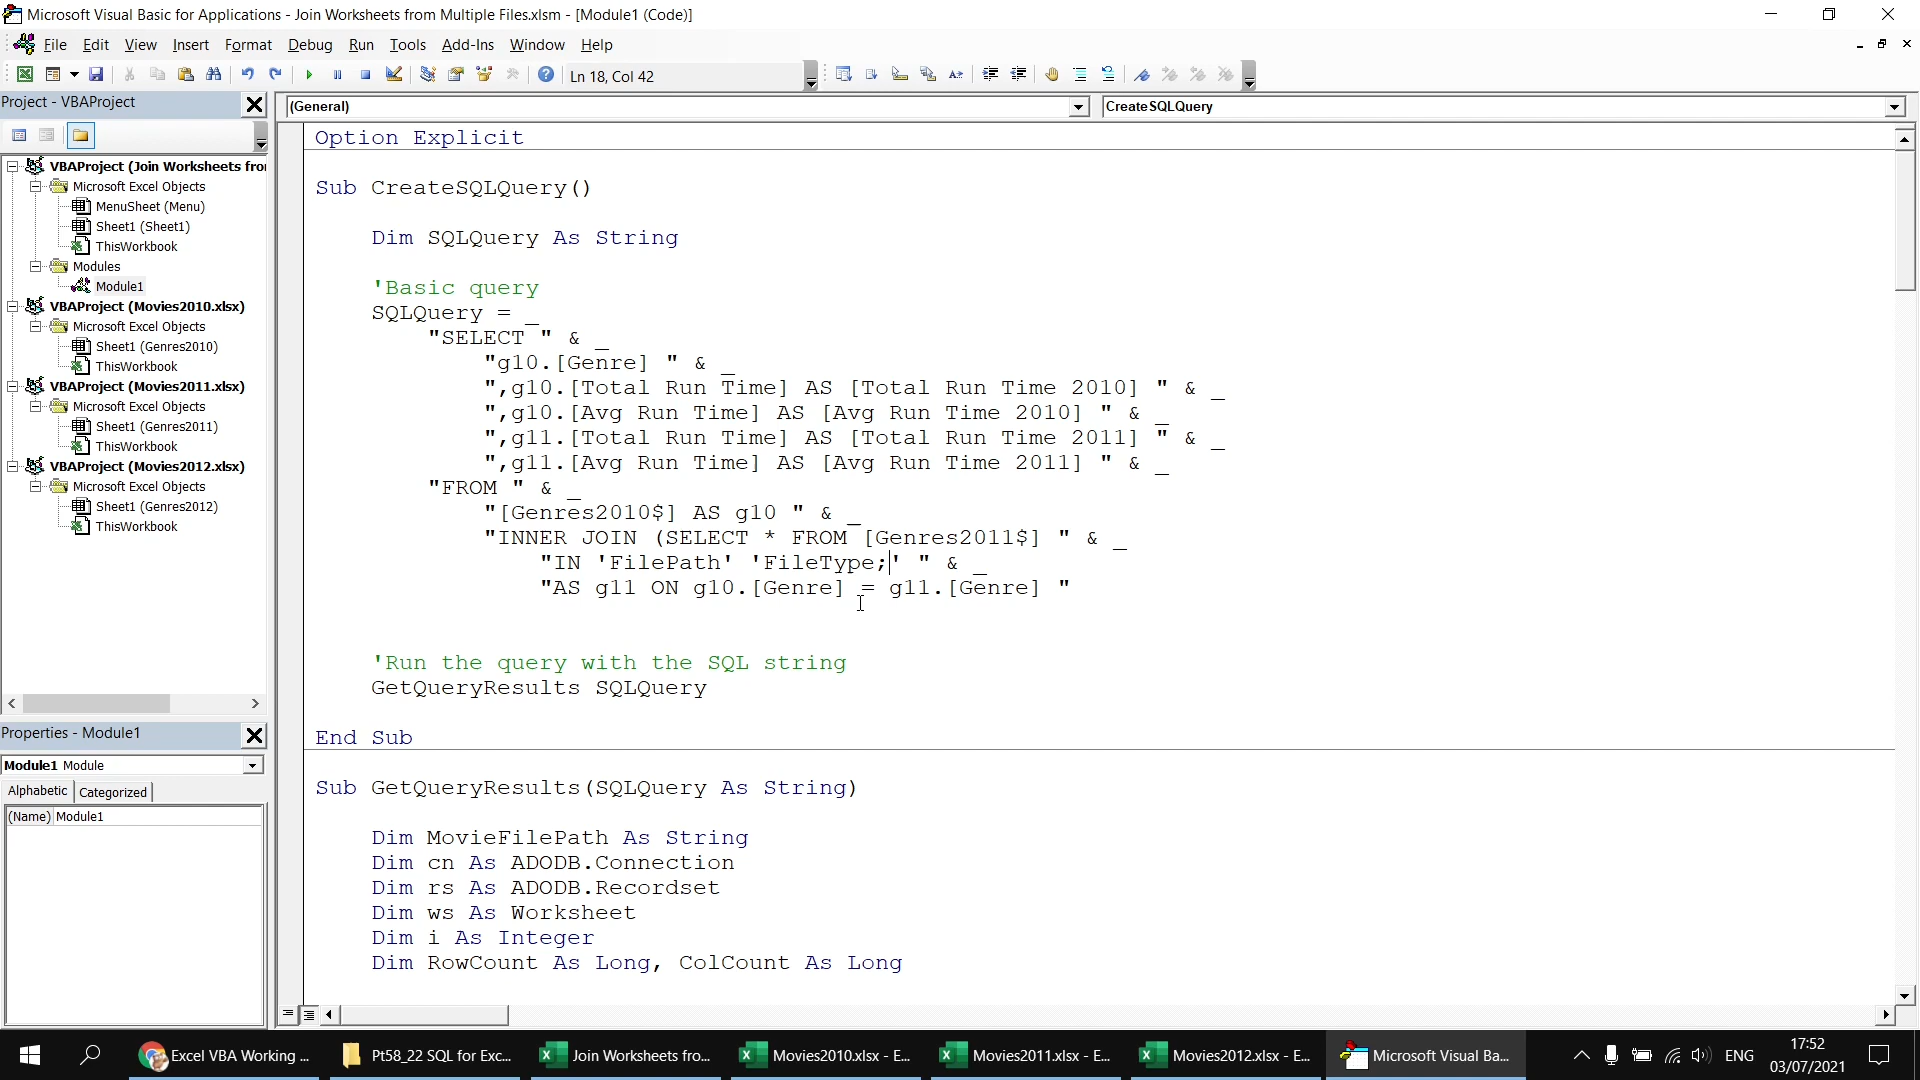 Microsoft Visual Basic for Applications - Join Worksheets from Multiple Files.xlsm - [Module1 (Code)]
File Edit View Insert Format Debug Run Tools Add-Ins Window Help
Ln 18, Col 42
Project - VBAProject
(General)
CreateSQLQuery
VBAProject (Join Worksheets fro
Microsoft Excel Objects
MenuSheet (Menu)
Sheet1 (Sheet1)
ThisWorkbook
Modules
Module1
VBAProject (Movies2010.xlsx)
Microsoft Excel Objects
Sheet1 (Genres2010)
ThisWorkbook
VBAProject (Movies2011.xlsx)
Microsoft Excel Objects
Sheet1 (Genres2011)
ThisWorkbook
VBAProject (Movies2012.xlsx)
Microsoft Excel Objects
Sheet1 (Genres2012)
ThisWorkbook
Properties - Module1
Module1 Module
Alphabetic Categorized
(Name) Module1
Option Explicit
Sub CreateSQLQuery()
Dim SQLQuery As String
'Basic query
SQLQuery = _
"SELECT " & _
"g10.[Genre] " & _
",g10.[Total Run Time] AS [Total Run Time 2010] " & _
",g10.[Avg Run Time] AS [Avg Run Time 2010] " & _
",g11.[Total Run Time] AS [Total Run Time 2011] " & _
",g11.[Avg Run Time] AS [Avg Run Time 2011] " & _
"FROM " & _
"[Genres2010$] AS g10 " & _
"INNER JOIN (SELECT * FROM [Genres2011$] " & _
"IN 'FilePath' 'FileType;' " & _
"AS g11 ON g10.[Genre] = g11.[Genre] "
'Run the query with the SQL string
GetQueryResults SQLQuery
End Sub
Sub GetQueryResults(SQLQuery As String)
Dim MovieFilePath As String
Dim cn As ADODB.Connection
Dim rs As ADODB.Recordset
Dim ws As Worksheet
Dim i As Integer
Dim RowCount As Long, ColCount As Long
Excel VBA Working ...
Pt58_22 SQL for Exc...
Join Worksheets fro...
Movies2010.xlsx - E...
Movies2011.xlsx - E...
Movies2012.xlsx - E...
Microsoft Visual Ba...
ENG
17:52
03/07/2021